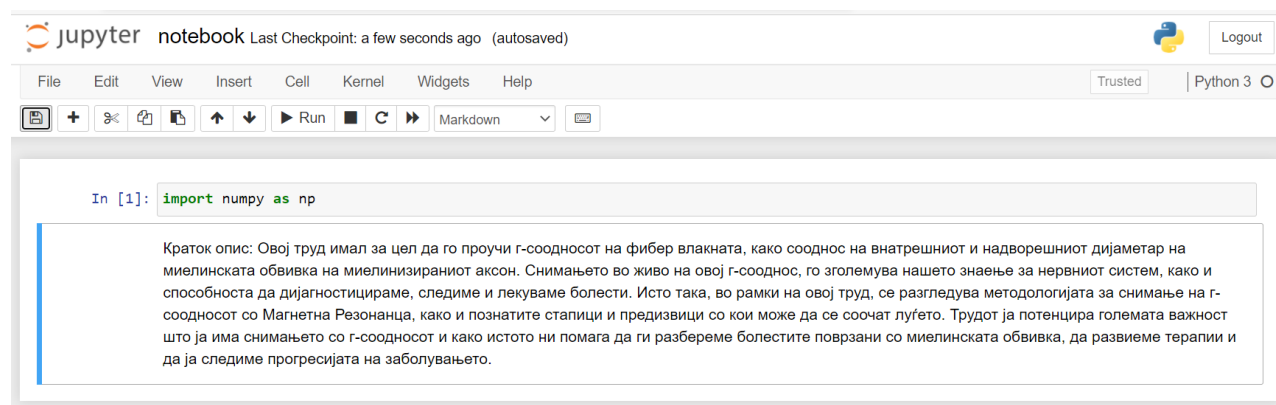 jupyter notebook Last Checkpoint: a few seconds ago (autosaved)
Logout
File Edit View Insert Cell Kernel Widgets Help
Trusted Python 3
Run Markdown
In [1]: import numpy as np
Краток опис: Овој труд имал за цел да го проучи г-соодносот на фибер влакната, како сооднос на внатрешниот и надворешниот дијаметар на
миелинската обвивка на миелинизираниот аксон. Снимањето во живо на овој г-сооднос, го зголемува нашето знаење за нервниот систем, како и
способноста да дијагностицираме, следиме и лекуваме болести. Исто така, во рамки на овој труд, се разгледува методологијата за снимање на г-
соодносот со Магнетна Резонанца, како и познатите стапици и предизвици со кои може да се соочат луѓето. Трудот ја потенцира големата важност
што ја има снимањето со г-соодносот и како истото ни помага да ги разбереме болестите поврзани со миелинската обвивка, да развиеме терапии и
да ја следиме прогресијата на заболувањето.